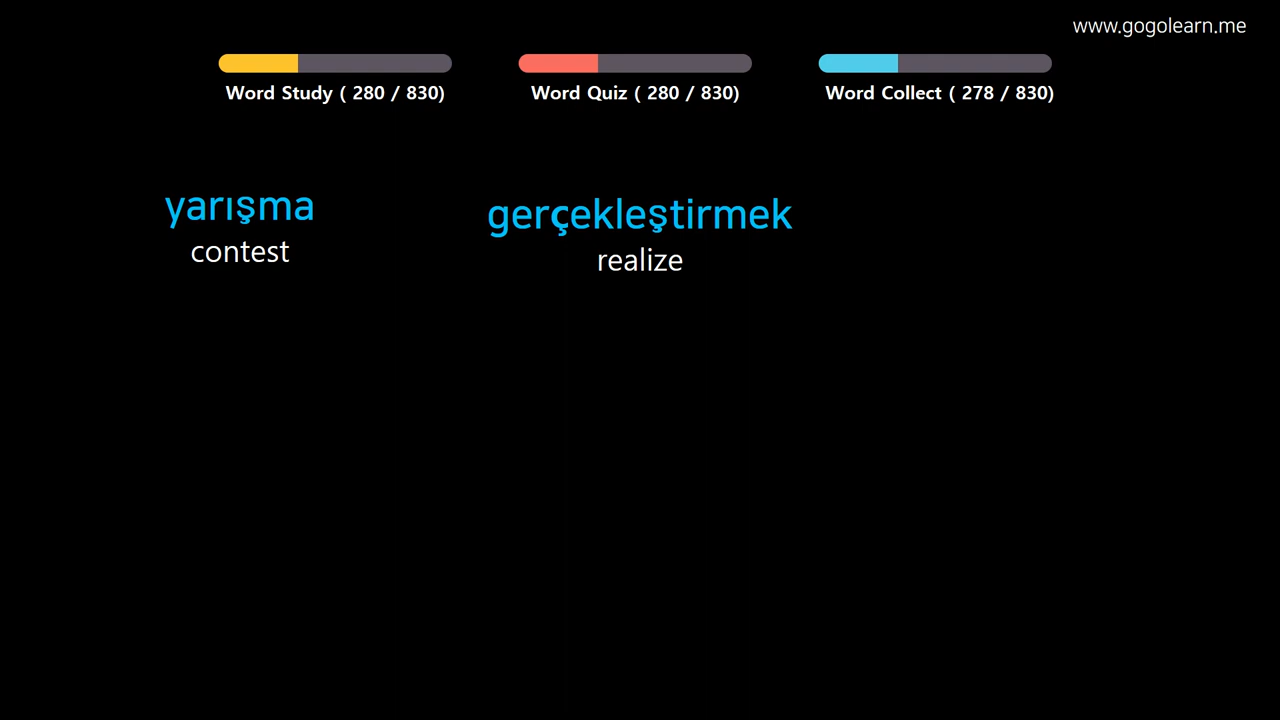 www.gogolearn.me
Word Study ( 280 / 830)
Word Quiz ( 280 / 830)
Word Collect ( 278 / 830)
yarışma
contest
gerçekleştirmek
realize